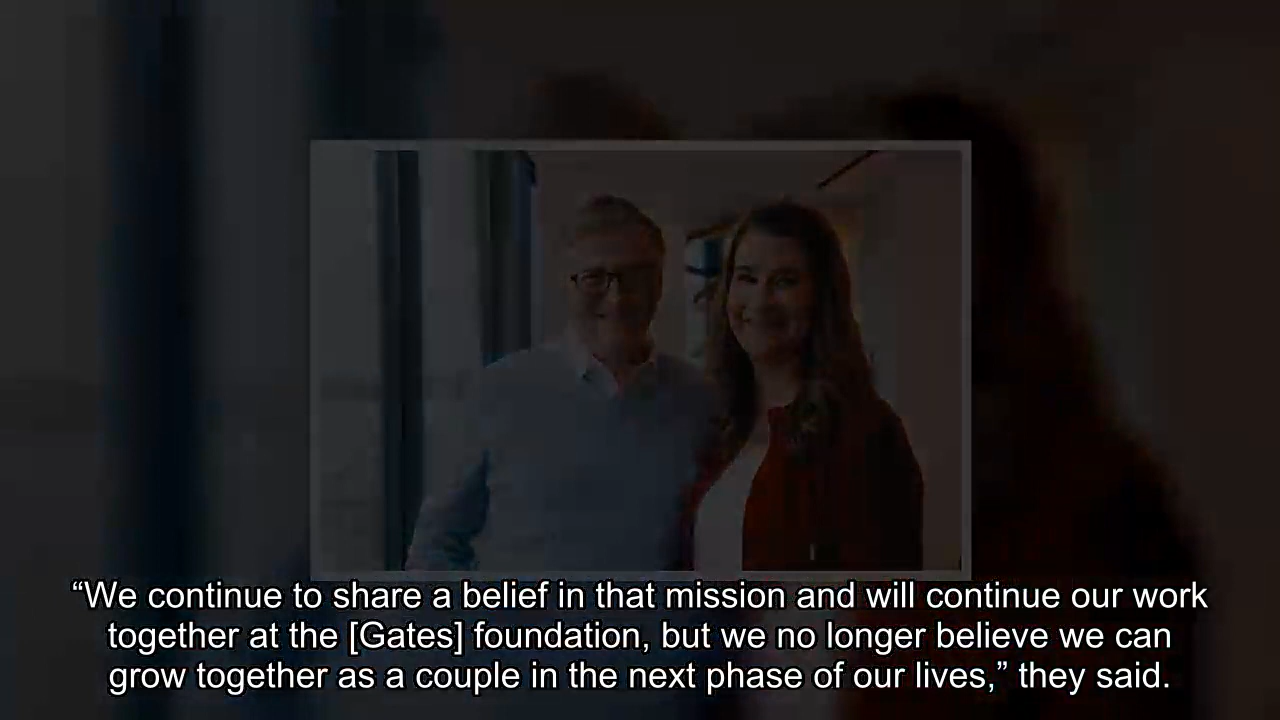 “We continue to share a belief in that mission and will continue our work
together at the [Gates] foundation, but we no longer believe we can
grow together as a couple in the next phase of our lives,” they said.